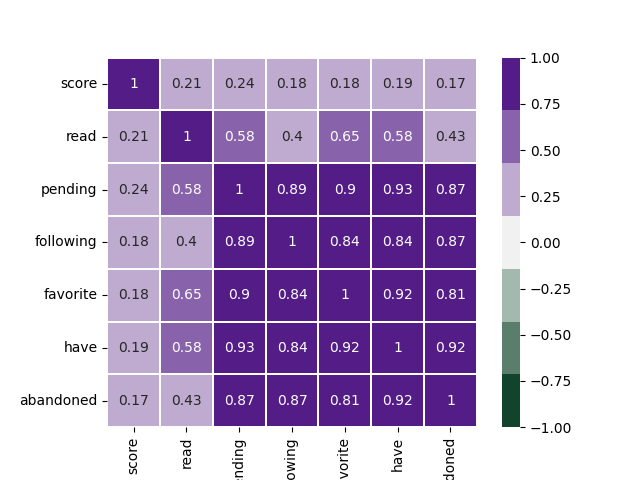 score 1 0.21 0.24 0.18 0.18 0.19 0.17
read 0.21 1 0.58 0.4 0.65 0.58 0.43
pending 0.24 0.58 1 0.89 0.9 0.93 0.87
following 0.18 0.4 0.89 1 0.84 0.84 0.87
favorite 0.18 0.65 0.9 0.84 1 0.92 0.81
have 0.19 0.58 0.93 0.84 0.92 1 0.92
abandoned 0.17 0.43 0.87 0.87 0.81 0.92 1
score
read
nding
owing
vorite
have
doned
1.00
0.75
0.50
0.25
0.00
−0.25
−0.50
−0.75
−1.00